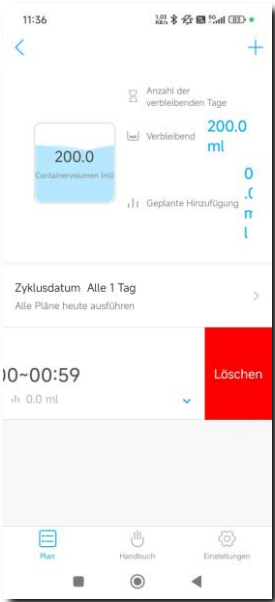 11:36
Anzahl der
verbleibenden Tage
Verbleibend
200.0
ml
200.0
Containervolumen (ml)
Geplante Hinzufügung
0
.(
m
l
Zyklusdatum Alle 1 Tag
Alle Pläne heute ausführen
00~00:59
0.0 ml
Löschen
Plan
Handbuch
Einstellungen